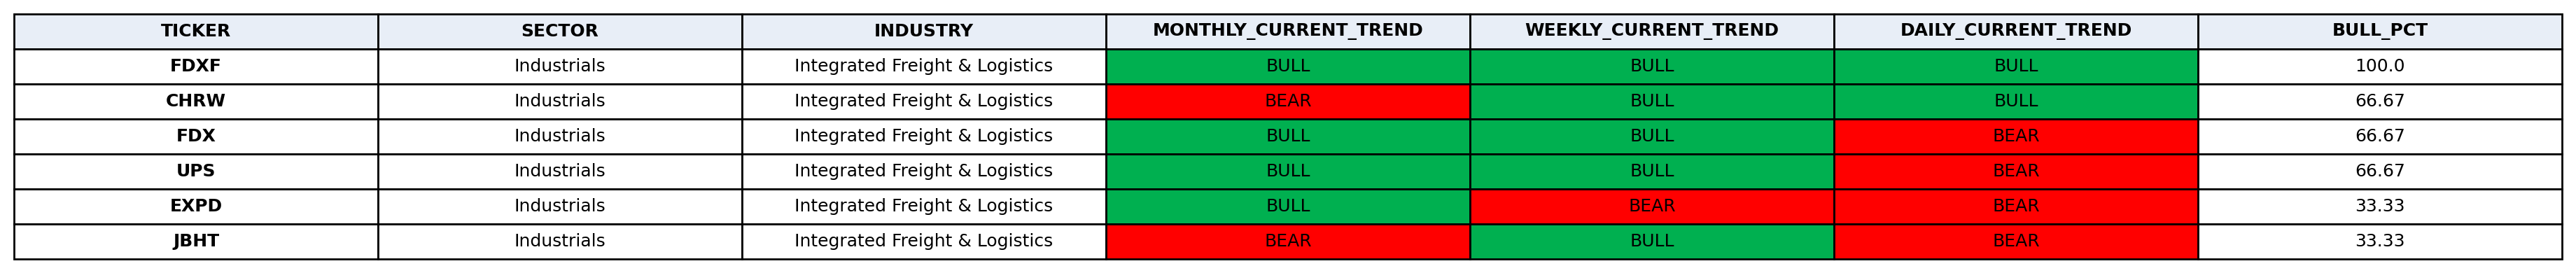 TICKER SECTOR INDUSTRY MONTHLY_CURRENT_TREND WEEKLY_CURRENT_TREND DAILY_CURRENT_TREND BULL_PCT
FDXF Industrials Integrated Freight & Logistics BULL BULL BULL 100.0
CHRW Industrials Integrated Freight & Logistics BEAR BULL BULL 66.67
FDX Industrials Integrated Freight & Logistics BULL BULL BEAR 66.67
UPS Industrials Integrated Freight & Logistics BULL BULL BEAR 66.67
EXPD Industrials Integrated Freight & Logistics BULL BEAR BEAR 33.33
JBHT Industrials Integrated Freight & Logistics BEAR BULL BEAR 33.33